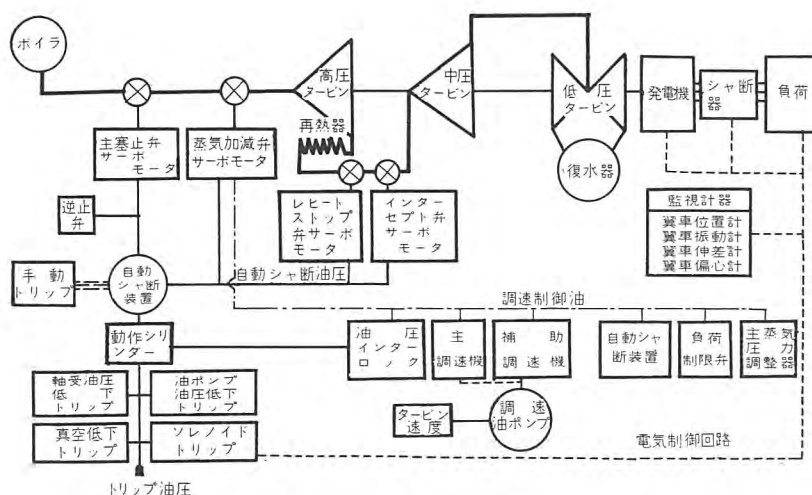 ボイラ
高圧
タービン
中圧
タービン
低圧
タービン
発電機
シャ断
器
負荷
主塞止弁
サーボ
モータ
蒸気加減弁
サーボモータ
再熱器
復水器
逆止
弁
レヒート
ストップ
弁サーボ
モータ
インター
セプト弁
サーボ
モータ
監視計器
翼車位置計
翼車振動計
翼車伸差計
翼車偏心計
手動
トリップ
自動
シャ断
装置
自動シャ断油圧
調速制御油
動作シリ
ンダー
油圧
インター
ロック
主
調速機
補助
調速機
自動シャ
断装置
負荷
制限弁
主蒸気
圧力
調整器
軸受油圧
低下
トリップ
油ポンプ
油圧低下
トリップ
タービン
速度
調速
油ポンプ
真空低下
トリップ
ソレノイド
トリップ
電気制御回路
トリップ油圧